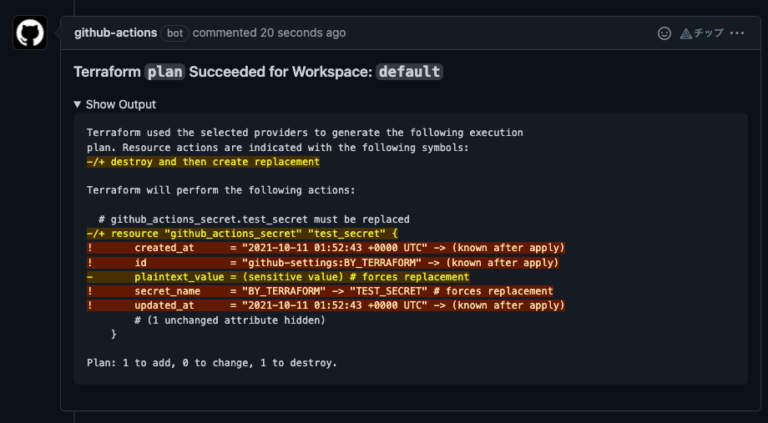 github-actions bot commented 20 seconds ago チップ ...
Terraform plan Succeeded for Workspace: default
▼ Show Output
Terraform used the selected providers to generate the following execution
plan. Resource actions are indicated with the following symbols:
-/+ destroy and then create replacement
Terraform will perform the following actions:
  # github_actions_secret.test_secret must be replaced
-/+ resource "github_actions_secret" "test_secret" {
!       created_at      = "2021-10-11 01:52:43 +0000 UTC" -> (known after apply)
!       id              = "github-settings:BY_TERRAFORM" -> (known after apply)
-       plaintext_value = (sensitive value) # forces replacement
!       secret_name     = "BY_TERRAFORM" -> "TEST_SECRET" # forces replacement
!       updated_at      = "2021-10-11 01:52:43 +0000 UTC" -> (known after apply)
        # (1 unchanged attribute hidden)
    }
Plan: 1 to add, 0 to change, 1 to destroy.